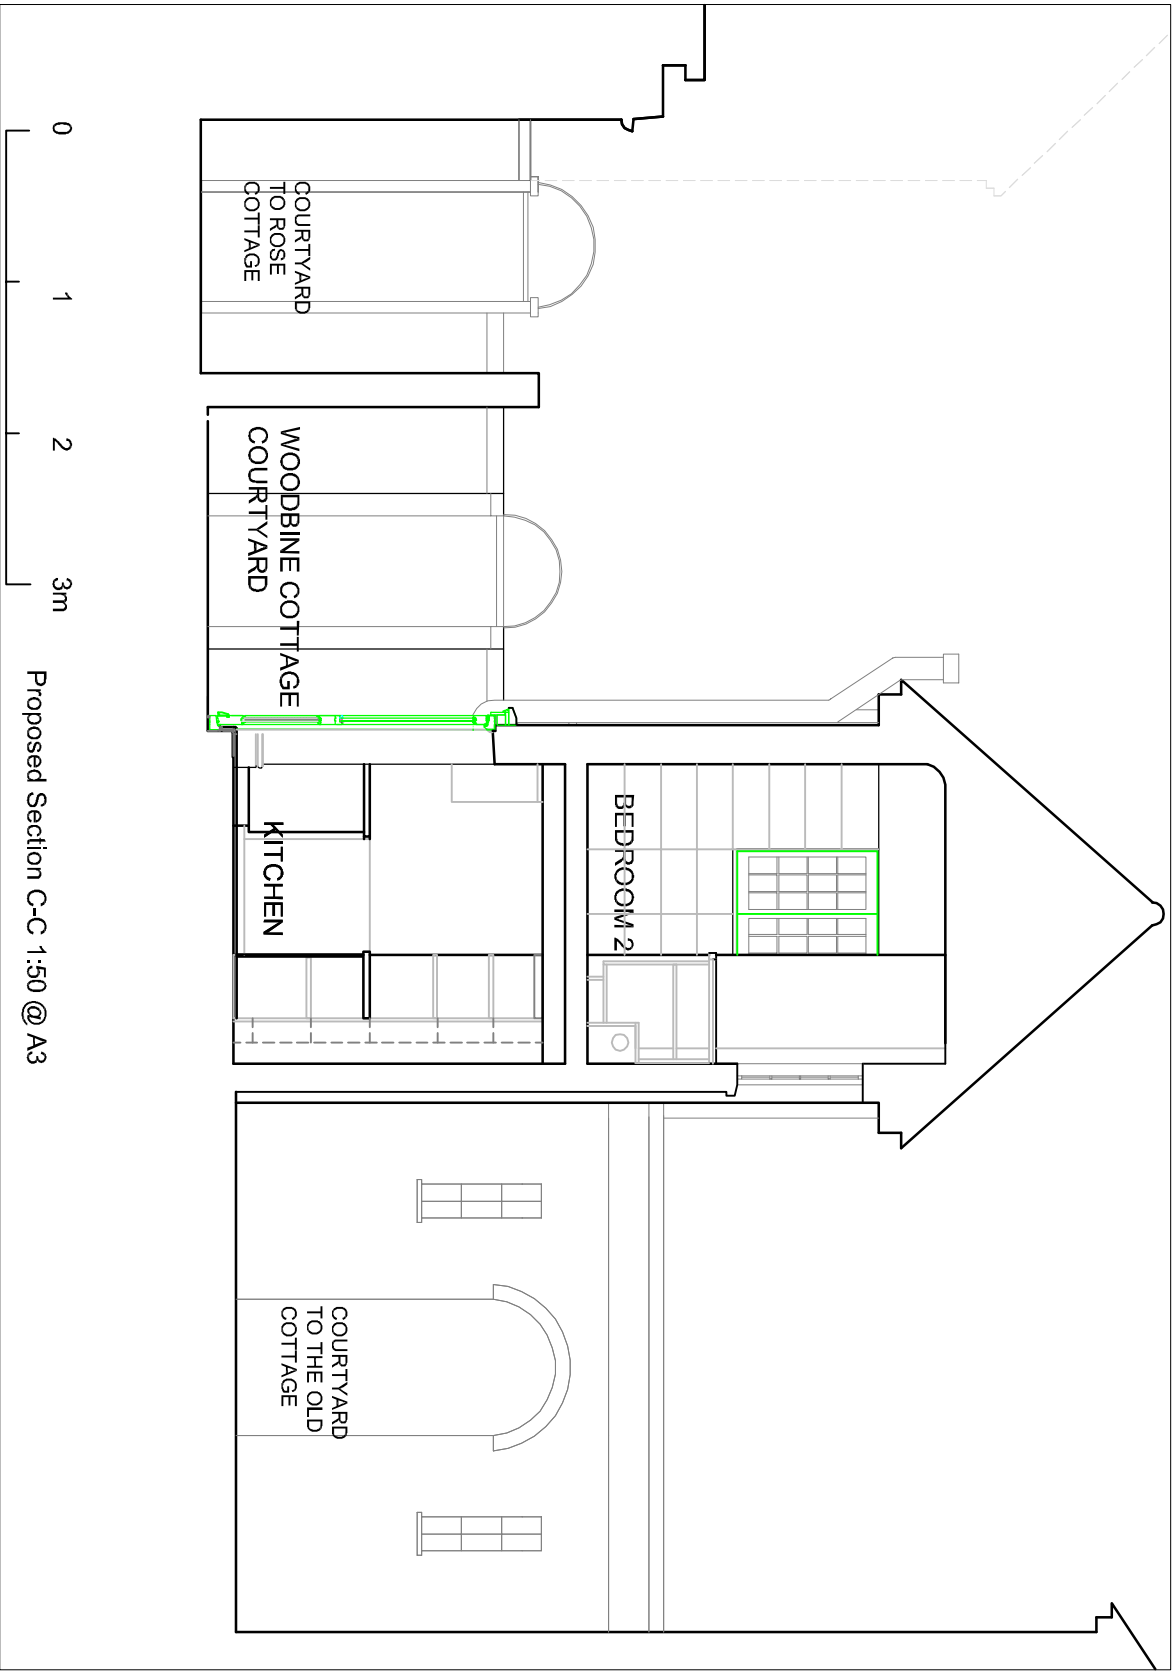 BEDROOM 2
COURTYARD
TO ROSE
COTTAGE
WOODBINE COTTAGE
COURTYARD
KITCHEN
COURTYARD
TO THE OLD
COTTAGE
0 1 2 3m
Proposed Section C-C 1:50 @ A3